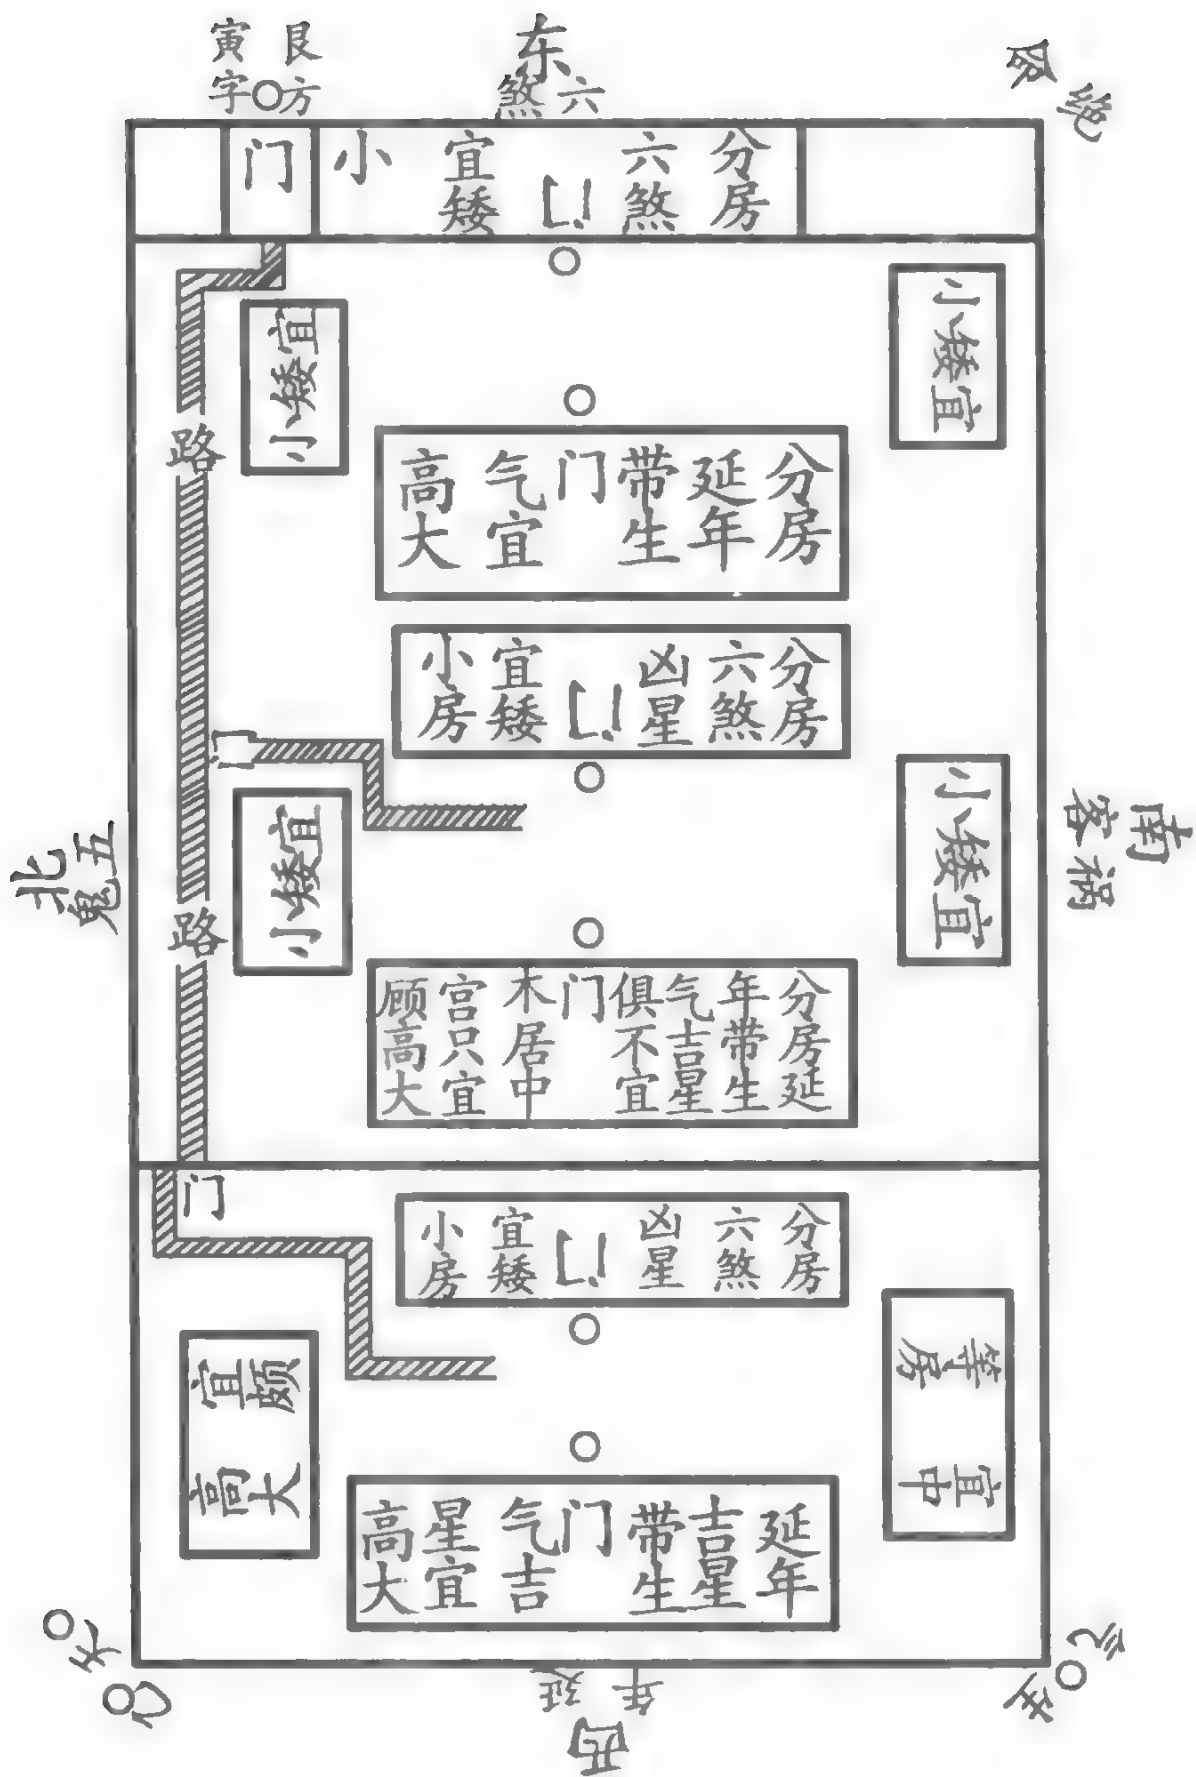 艮方
寅字
东
六煞
绝
分房
六煞
宜矮
小
门
宜矮小
小矮宜
路
分房
延年
带生
门
气宜
高大
分房
六煞
凶星
宜矮
小房
门
宜矮小
小矮宜
路
北
五鬼
南
祸害
分房延
年带生
气吉星
俱不宜
门
木居中
宫只宜
顾高大
门
分房
六煞
凶星
宜矮
小房
宜颇
高大
等房
宜中
延年
吉星
带生
门
气吉
星宜
高大
天
生气
延年
西